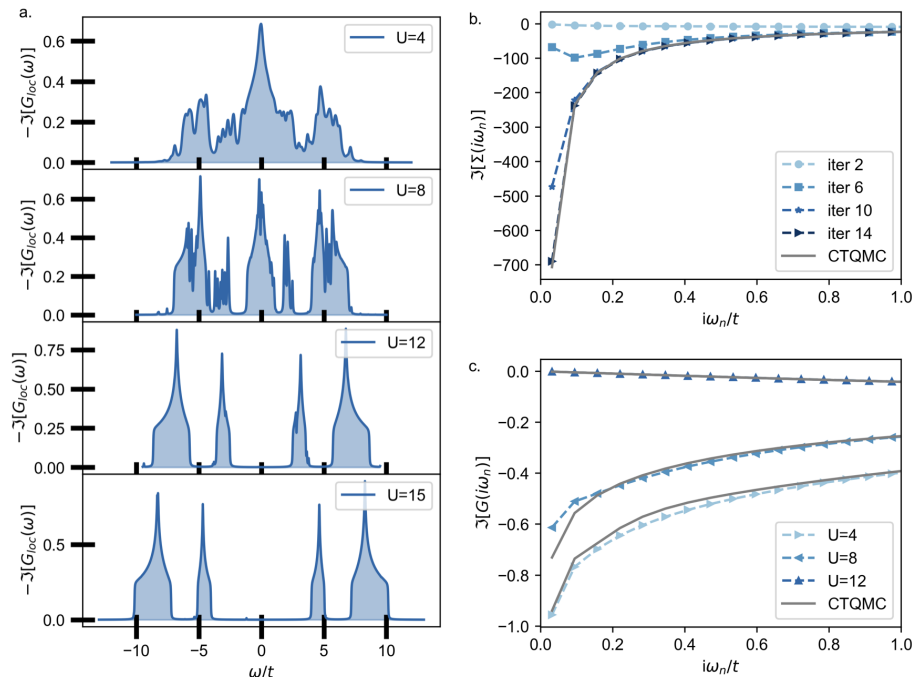 a.
U=4
−ℑ[G_loc(ω)]
0.6
0.4
0.2
0.0
U=8
−ℑ[G_loc(ω)]
0.6
0.4
0.2
0.0
U=12
−ℑ[G_loc(ω)]
0.75
0.50
0.25
0.00
U=15
−ℑ[G_loc(ω)]
0.5
0.0
−10 −5 0 5 10
ω/t
b.
ℑ[Σ(iω_n)]
0
−100
−200
−300
−400
−500
−600
−700
iter 2
iter 6
iter 10
iter 14
CTQMC
0.0 0.2 0.4 0.6 0.8 1.0
iω_n/t
c.
ℑ[G(iω_n)]
0.0
−0.2
−0.4
−0.6
−0.8
−1.0
U=4
U=8
U=12
CTQMC
0.0 0.2 0.4 0.6 0.8 1.0
iω_n/t